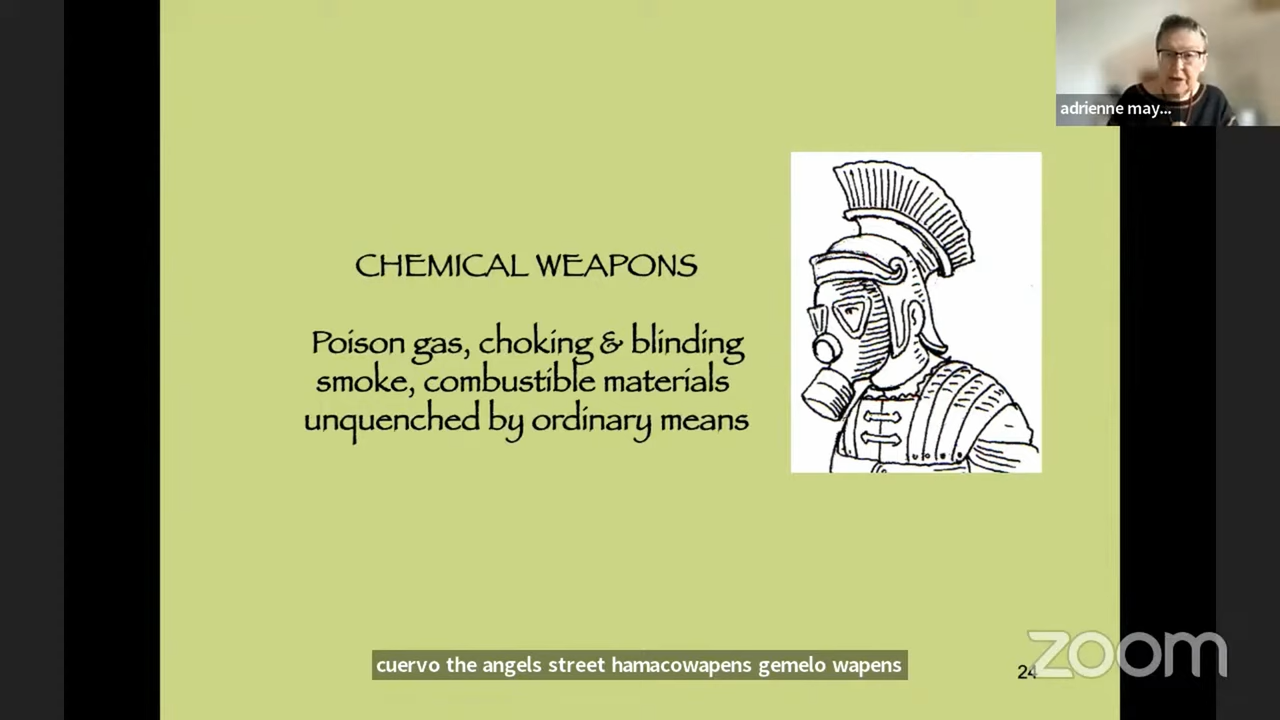 adrienne may...
CHEMICAL WEAPONS
Poison gas, choking & blinding
smoke, combustible materials
unquenched by ordinary means
cuervo the angels street hamacowapens gemelo wapens
24
zoom